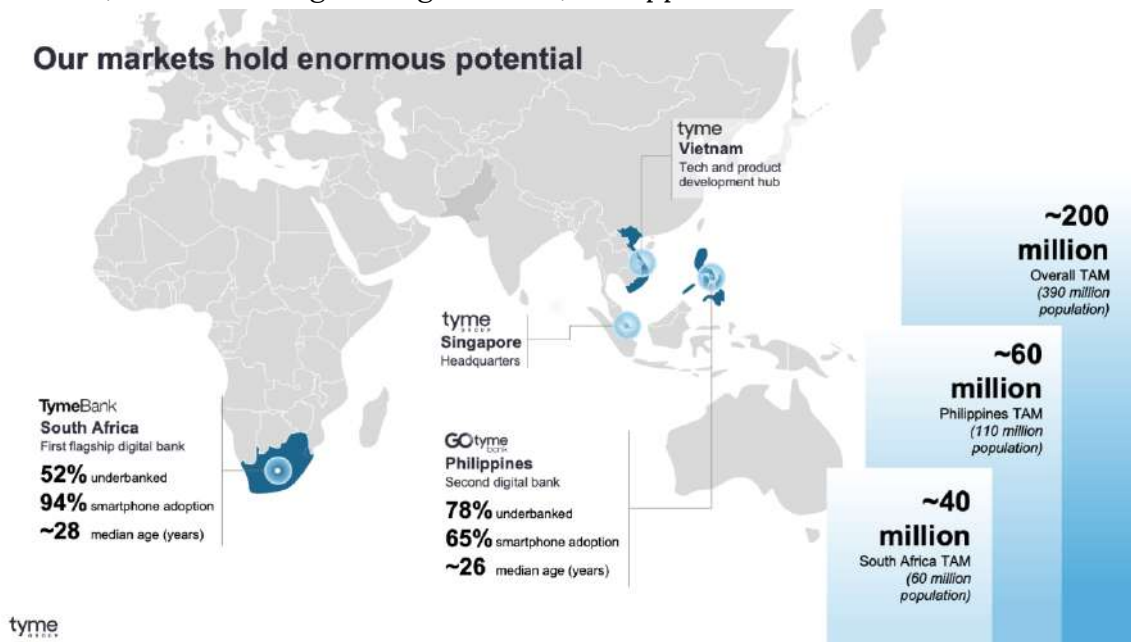 Our markets hold enormous potential
tyme
Vietnam
Tech and product
development hub
tyme
GROUP
Singapore
Headquarters
TymeBank
South Africa
First flagship digital bank
52% underbanked
94% smartphone adoption
~28 median age (years)
GOtyme
bank
Philippines
Second digital bank
78% underbanked
65% smartphone adoption
~26 median age (years)
~200
million
Overall TAM
(390 million
population)
~60
million
Philippines TAM
(110 million
population)
~40
million
South Africa TAM
(60 million
population)
tyme
GROUP